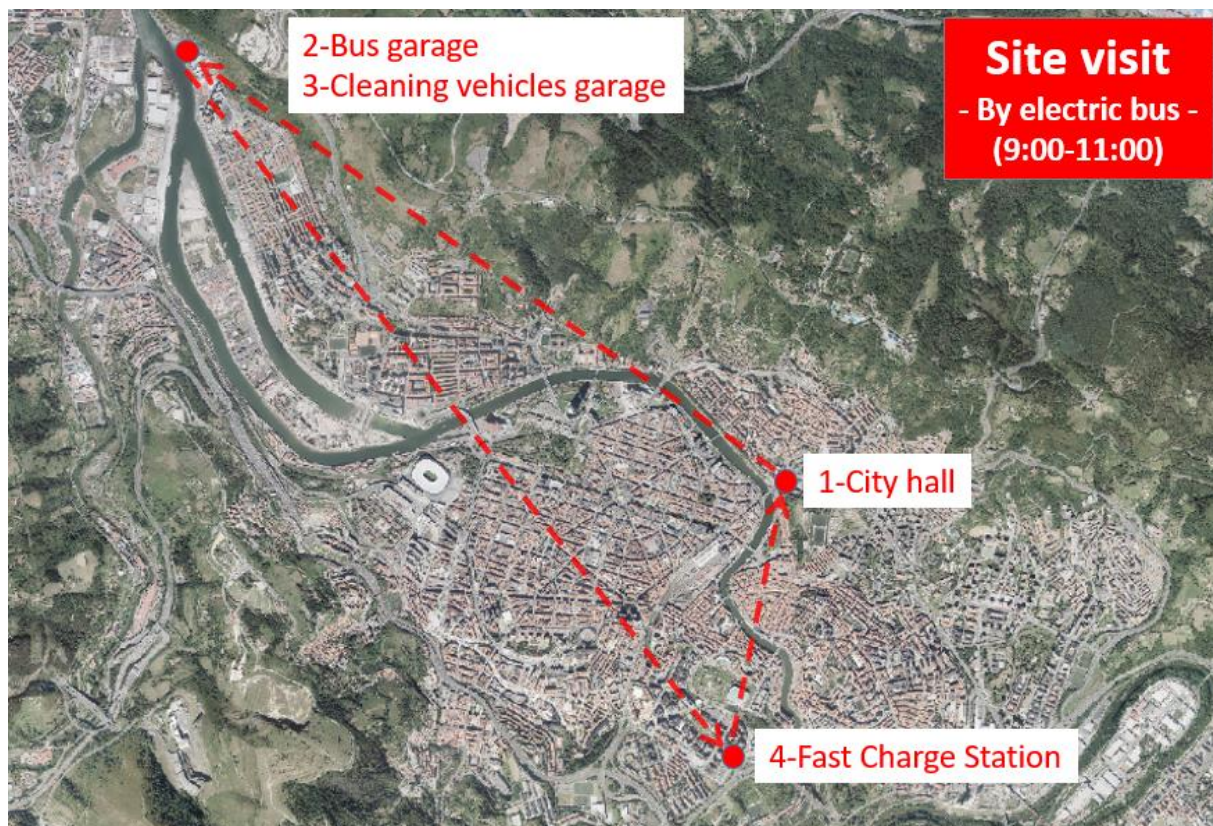 2-Bus garage
3-Cleaning vehicles garage
Site visit
- By electric bus -
(9:00-11:00)
1-City hall
4-Fast Charge Station